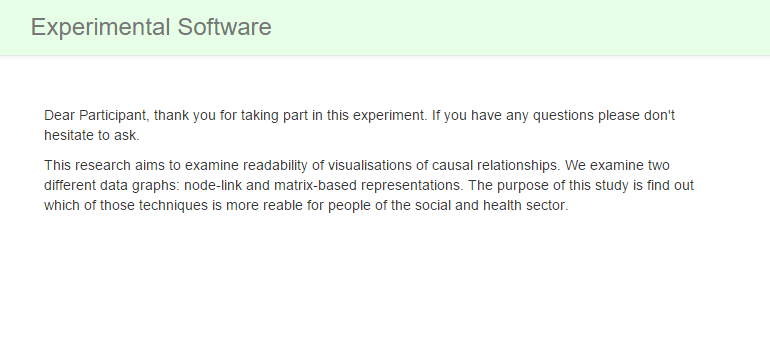 Experimental Software
Dear Participant, thank you for taking part in this experiment. If you have any questions please don't
hesitate to ask.
This research aims to examine readability of visualisations of causal relationships. We examine two
different data graphs: node-link and matrix-based representations. The purpose of this study is find out
which of those techniques is more reable for people of the social and health sector.